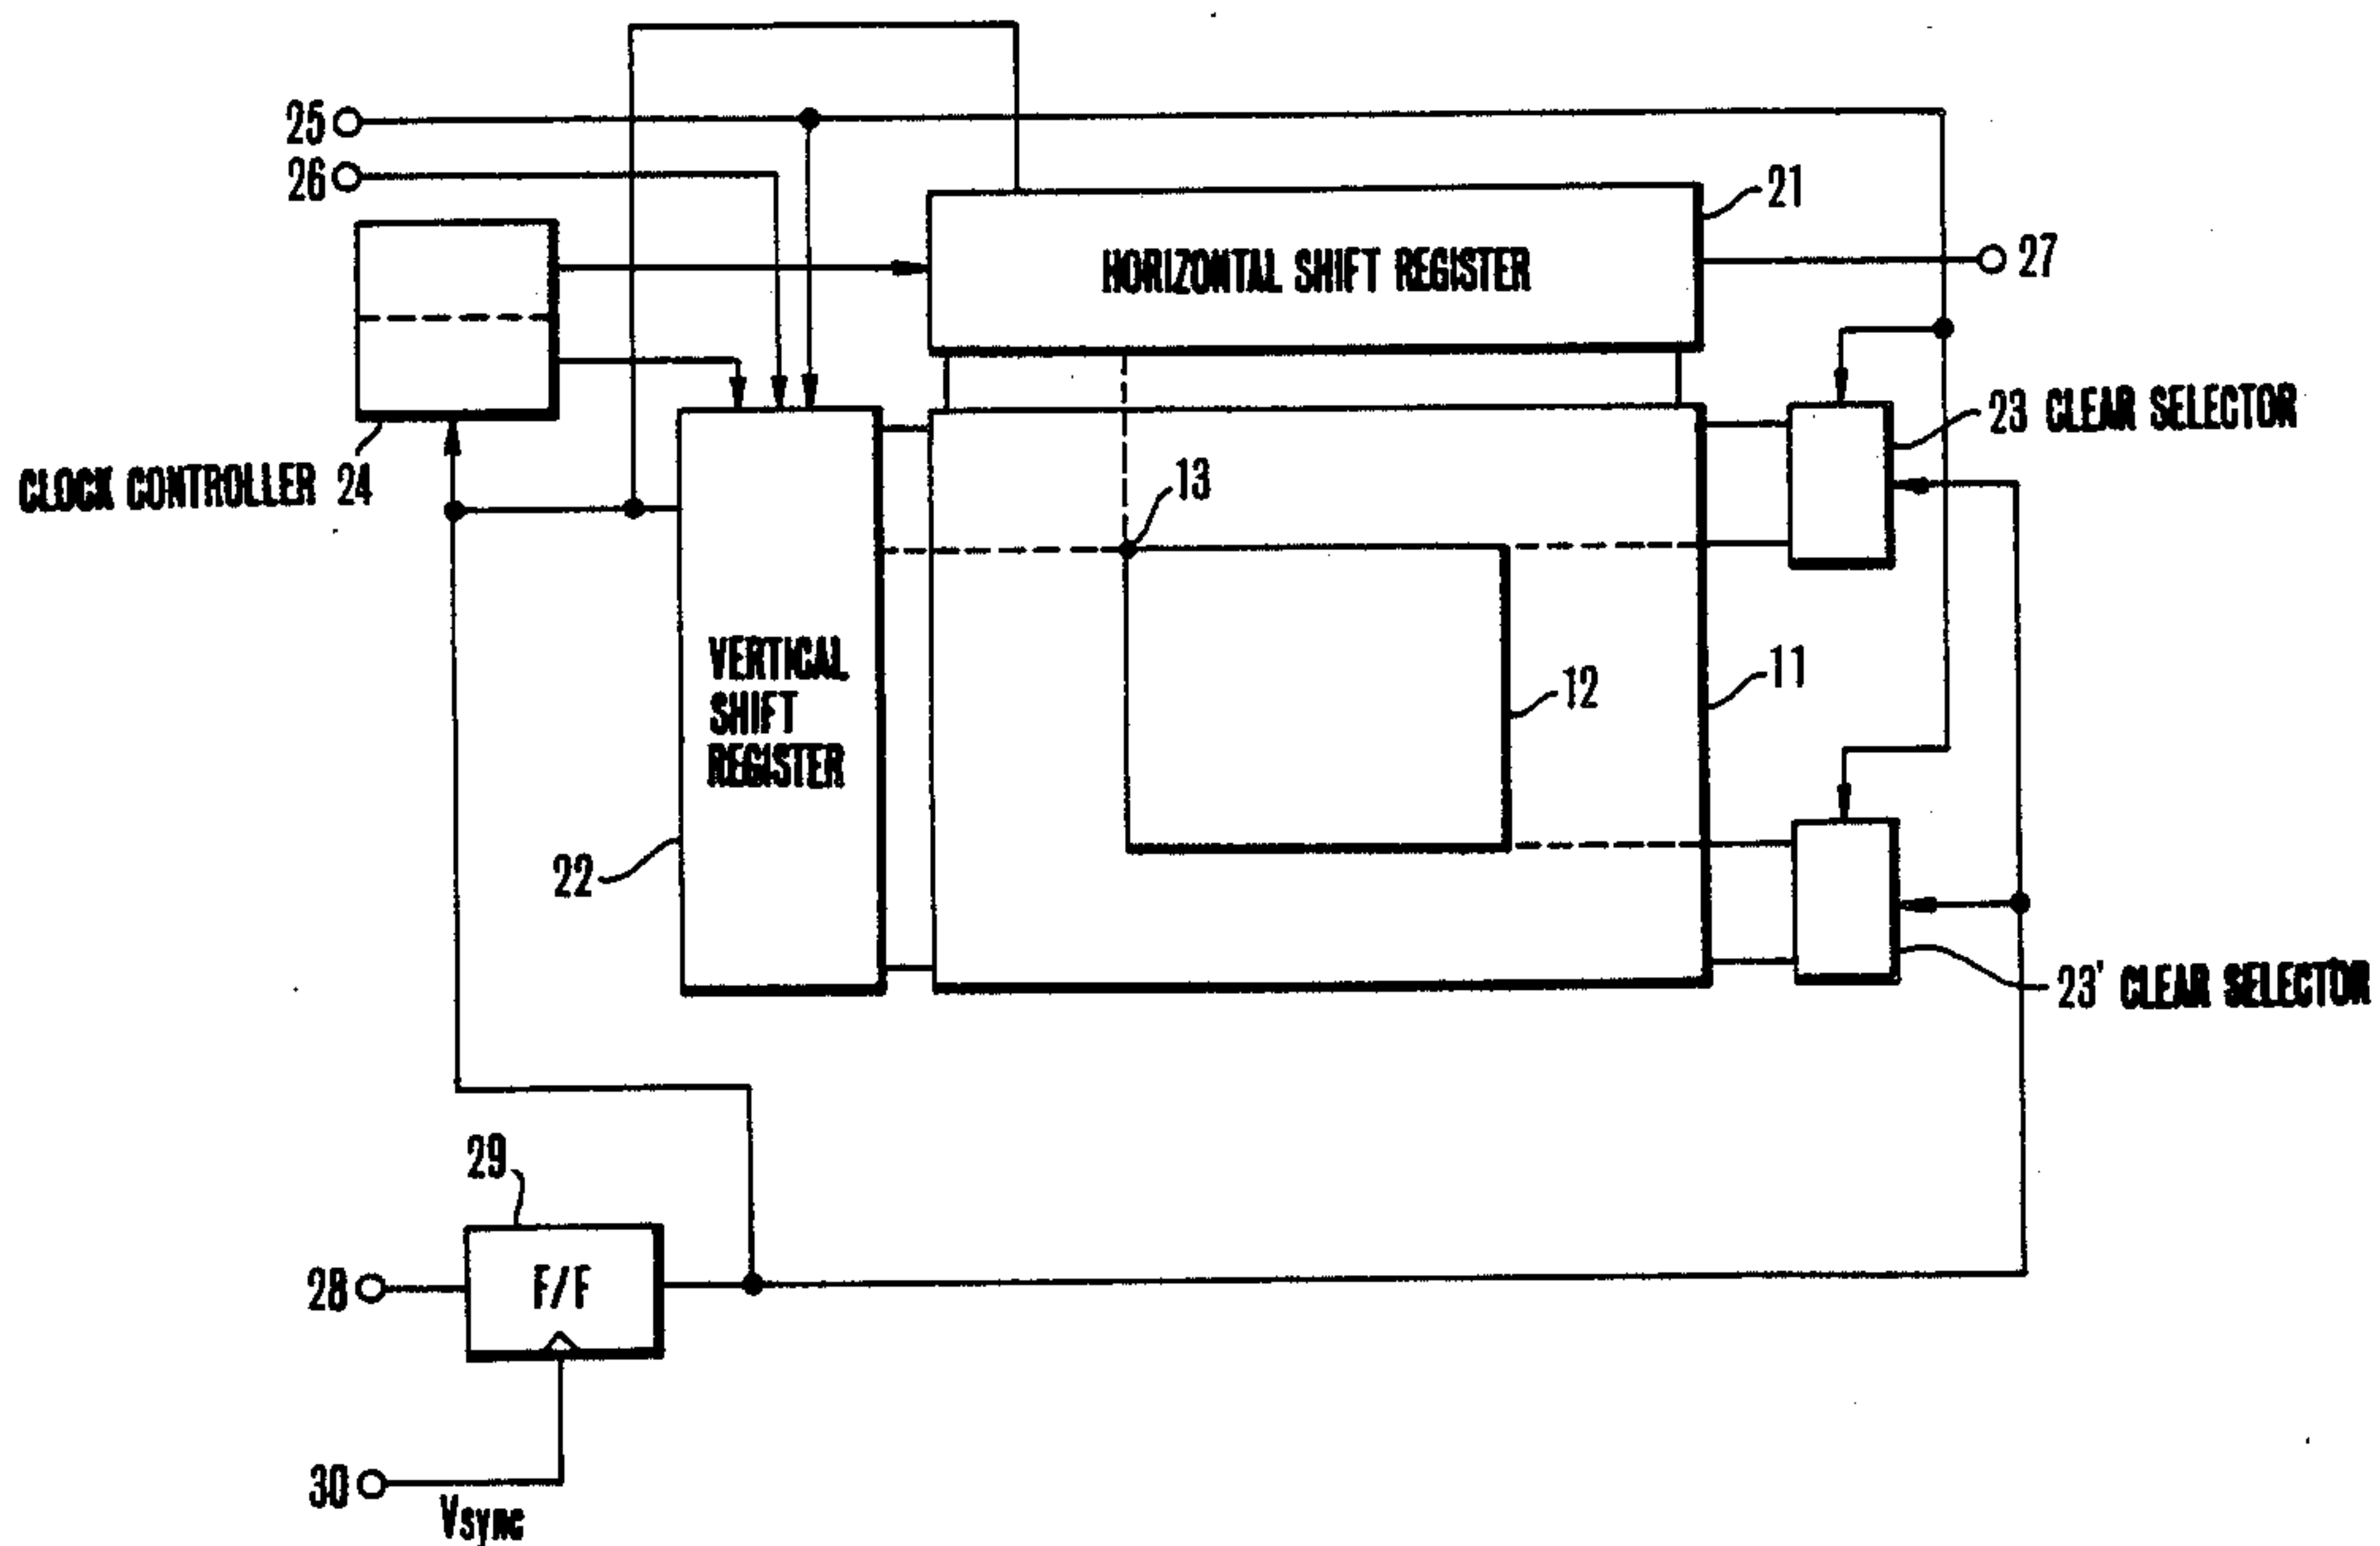 25
26
21
HORIZONTAL SHIFT REGISTER
27
23 CLEAR SELECTOR
CLOCK CONTROLLER 24
13
VERTICAL
SHIFT
REGISTER
12
11
22
23' CLEAR SELECTOR
29
28
F/F
30
Vsync